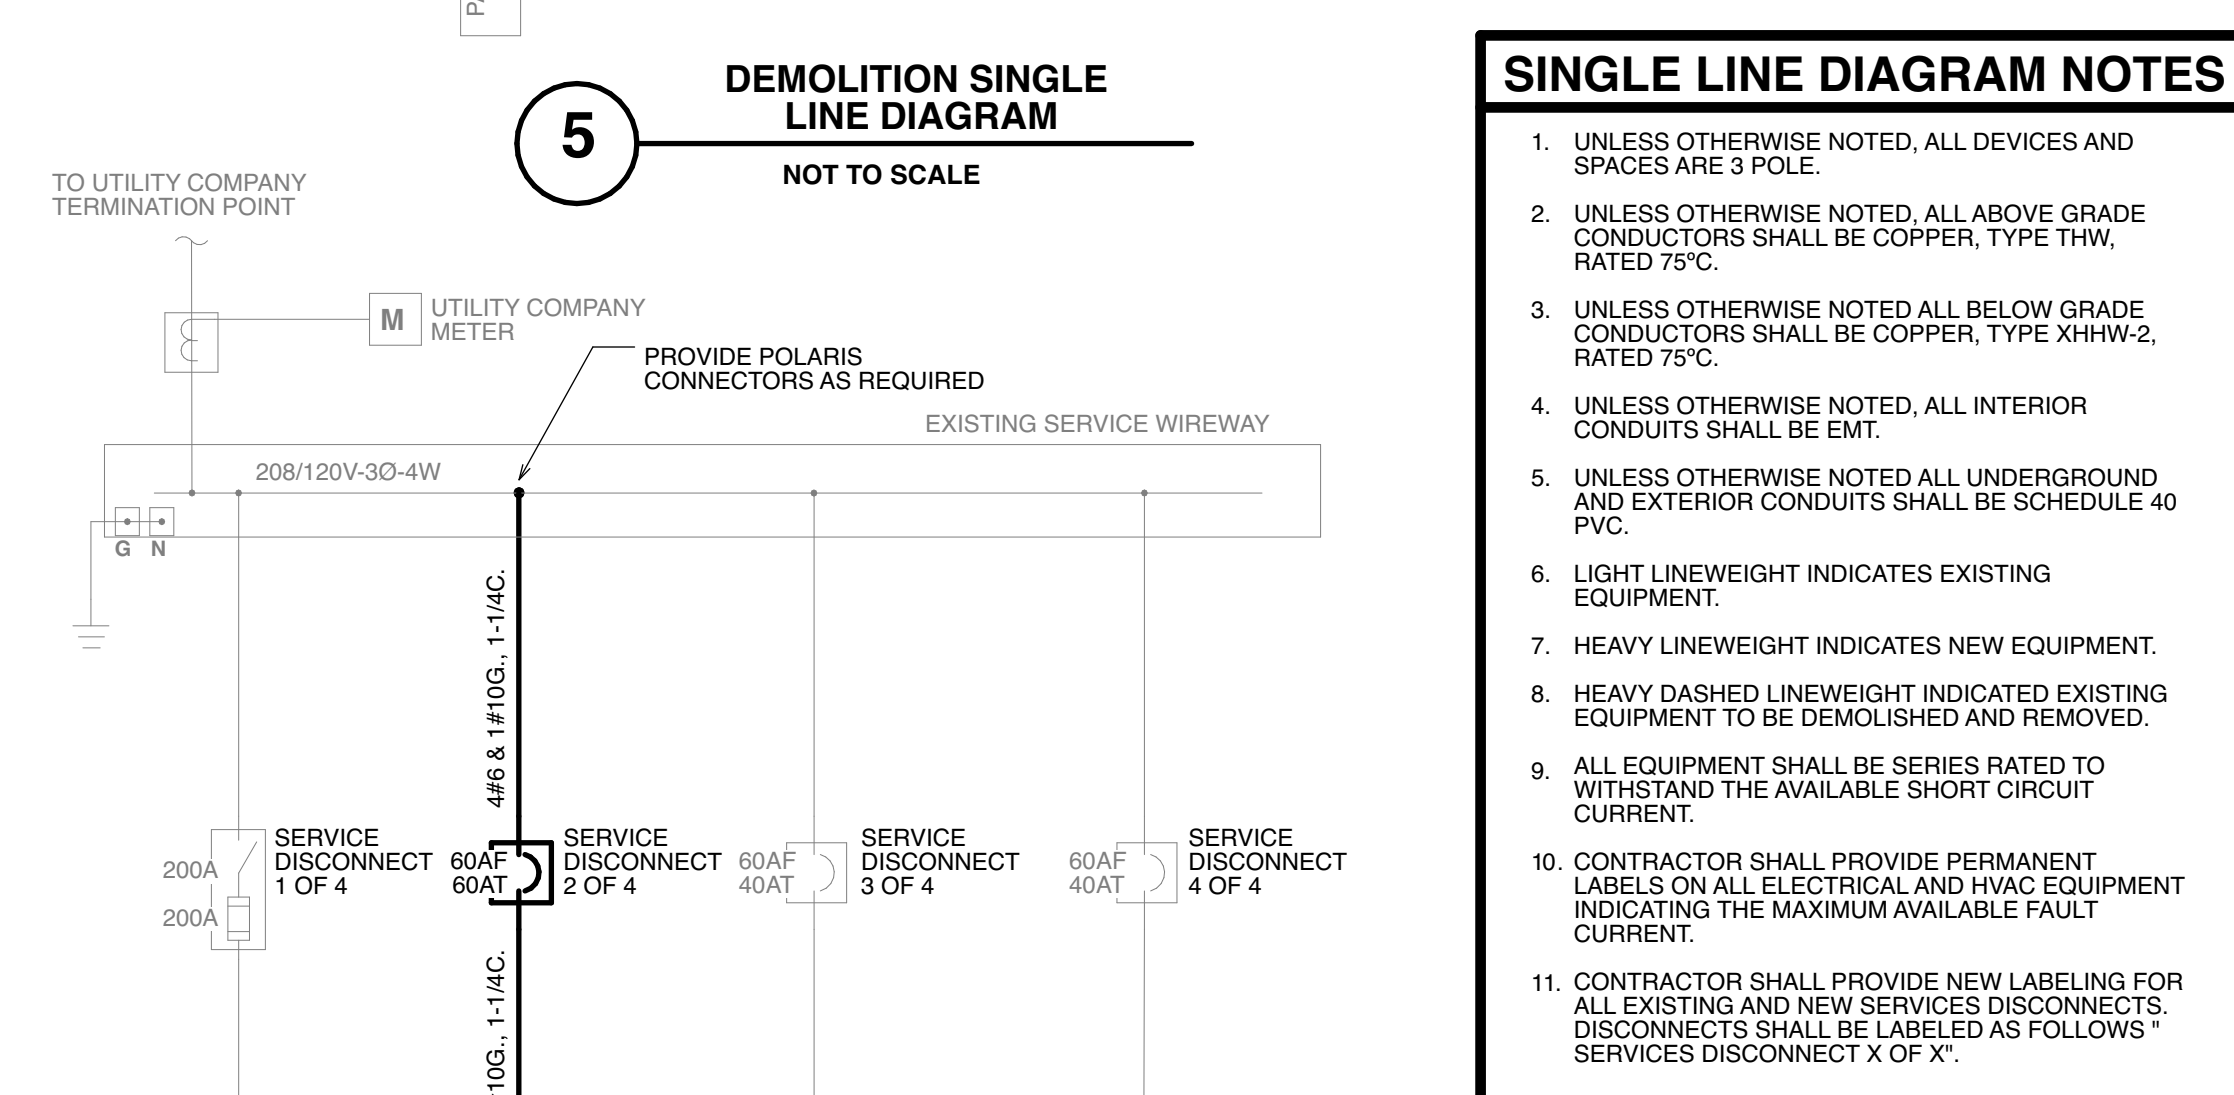 P
DEMOLITION SINGLE
LINE DIAGRAM
5
NOT TO SCALE
TO UTILITY COMPANY
TERMINATION POINT
M
UTILITY COMPANY
METER
PROVIDE POLARIS
CONNECTORS AS REQUIRED
EXISTING SERVICE WIREWAY
208/120V-3Ø-4W
G N
4#6 & 1#10G., 1-1/4C.
200A
200A
SERVICE
DISCONNECT
1 OF 4
60AF
60AT
SERVICE
DISCONNECT
2 OF 4
60AF
40AT
SERVICE
DISCONNECT
3 OF 4
60AF
40AT
SERVICE
DISCONNECT
4 OF 4
10G., 1-1/4C.
SINGLE LINE DIAGRAM NOTES
1. UNLESS OTHERWISE NOTED, ALL DEVICES AND
SPACES ARE 3 POLE.
2. UNLESS OTHERWISE NOTED, ALL ABOVE GRADE
CONDUCTORS SHALL BE COPPER, TYPE THW,
RATED 75ºC.
3. UNLESS OTHERWISE NOTED ALL BELOW GRADE
CONDUCTORS SHALL BE COPPER, TYPE XHHW-2,
RATED 75ºC.
4. UNLESS OTHERWISE NOTED, ALL INTERIOR
CONDUITS SHALL BE EMT.
5. UNLESS OTHERWISE NOTED ALL UNDERGROUND
AND EXTERIOR CONDUITS SHALL BE SCHEDULE 40
PVC.
6. LIGHT LINEWEIGHT INDICATES EXISTING
EQUIPMENT.
7. HEAVY LINEWEIGHT INDICATES NEW EQUIPMENT.
8. HEAVY DASHED LINEWEIGHT INDICATED EXISTING
EQUIPMENT TO BE DEMOLISHED AND REMOVED.
9. ALL EQUIPMENT SHALL BE SERIES RATED TO
WITHSTAND THE AVAILABLE SHORT CIRCUIT
CURRENT.
10. CONTRACTOR SHALL PROVIDE PERMANENT
LABELS ON ALL ELECTRICAL AND HVAC EQUIPMENT
INDICATING THE MAXIMUM AVAILABLE FAULT
CURRENT.
11. CONTRACTOR SHALL PROVIDE NEW LABELING FOR
ALL EXISTING AND NEW SERVICES DISCONNECTS.
DISCONNECTS SHALL BE LABELED AS FOLLOWS "
SERVICES DISCONNECT X OF X".